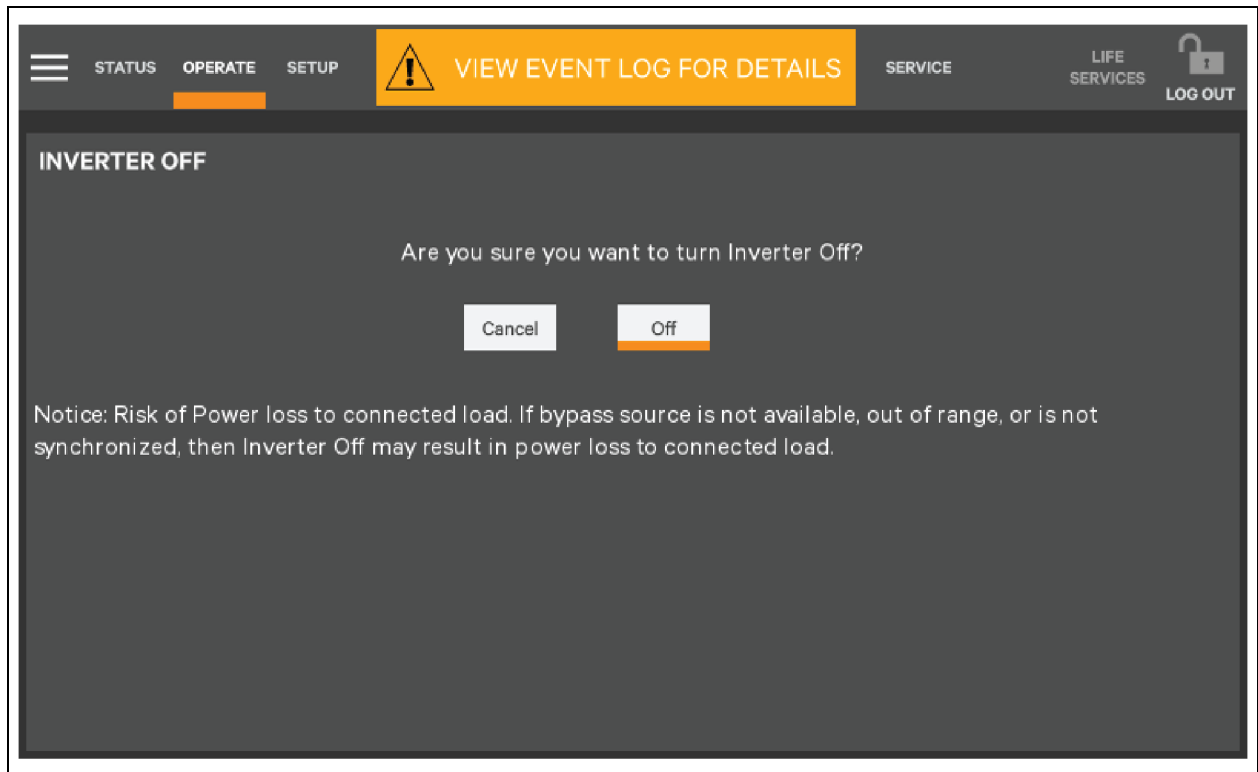 STATUS OPERATE SETUP VIEW EVENT LOG FOR DETAILS SERVICE LIFE SERVICES LOG OUT
INVERTER OFF
Are you sure you want to turn Inverter Off?
Cancel Off
Notice: Risk of Power loss to connected load. If bypass source is not available, out of range, or is not
synchronized, then Inverter Off may result in power loss to connected load.